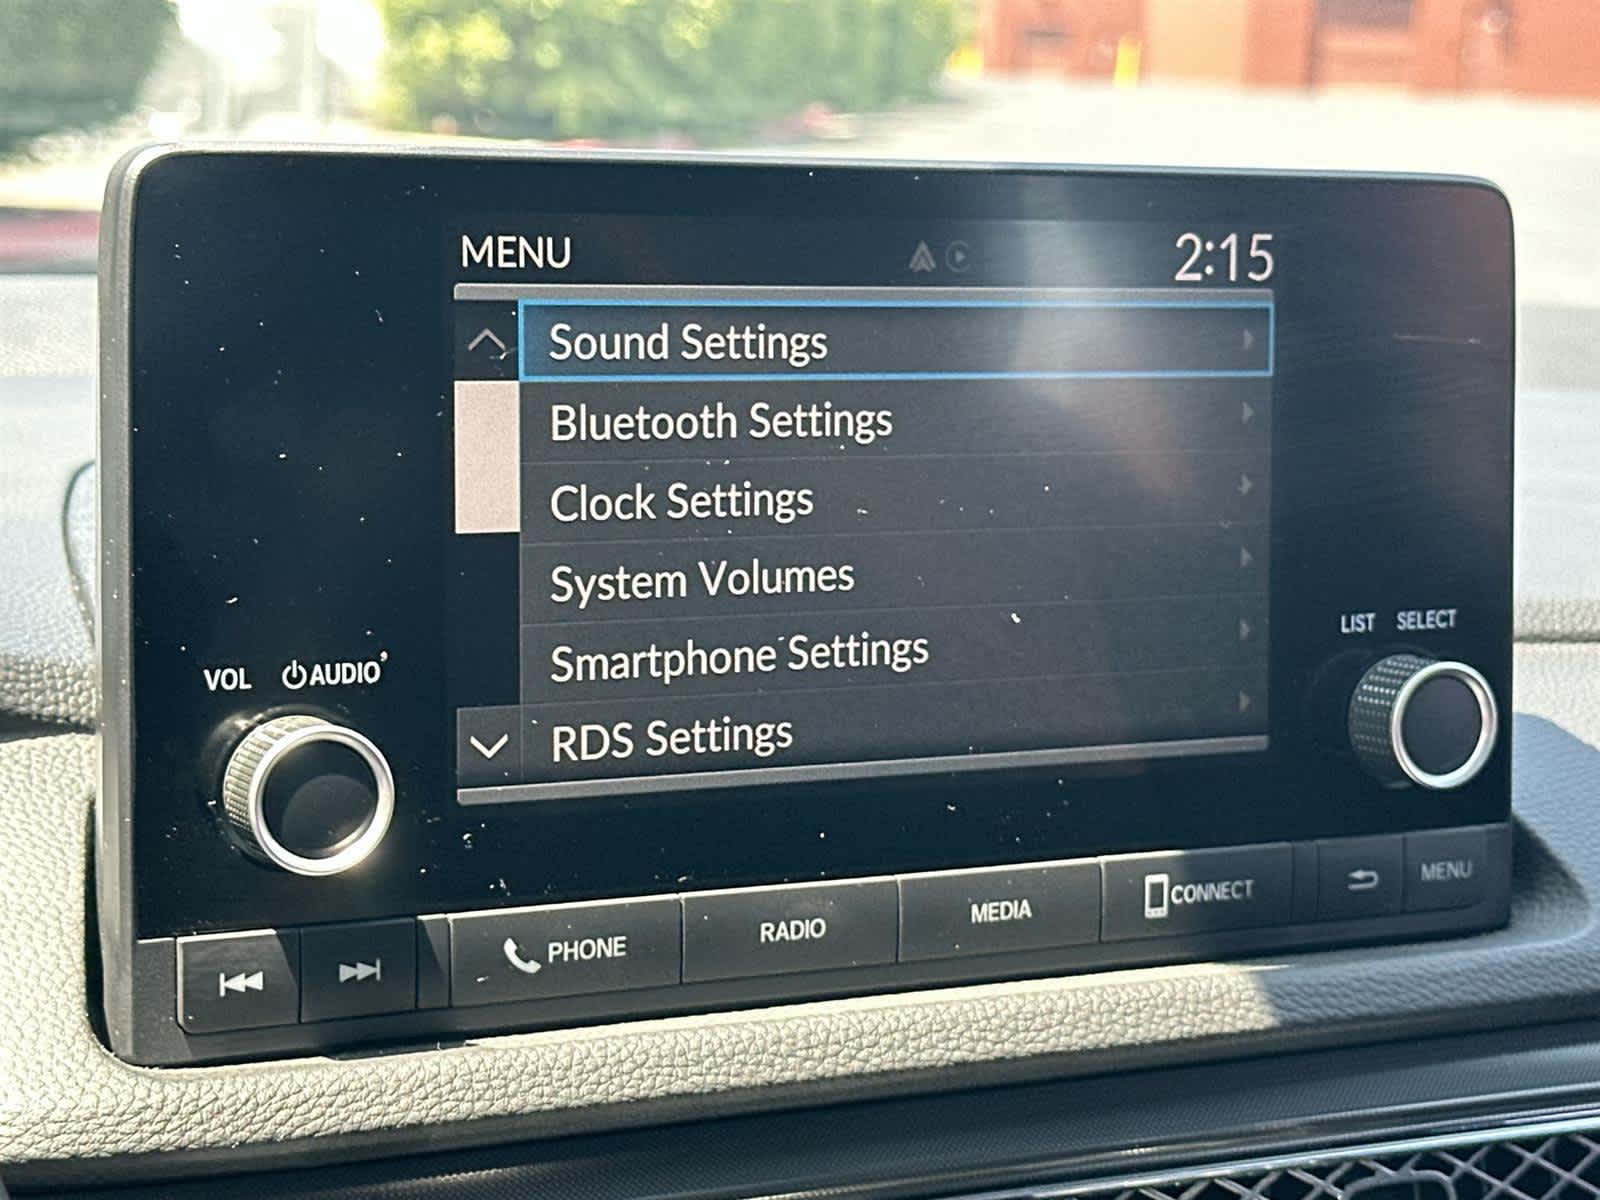 MENU 2:15
Sound Settings
Bluetooth Settings
Clock Settings
System Volumes
Smartphone Settings
RDS Settings
VOL AUDIO
LIST SELECT
PHONE RADIO MEDIA CONNECT MENU